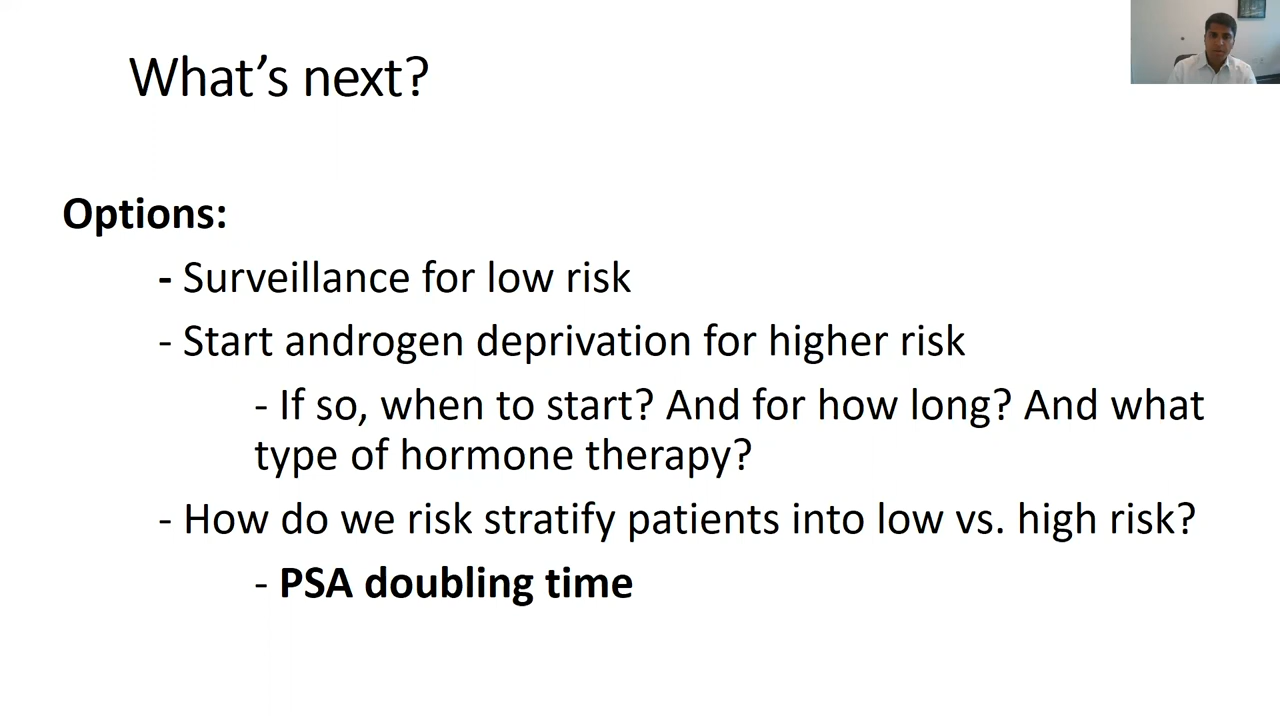 What’s next?
Options:
- Surveillance for low risk
- Start androgen deprivation for higher risk
- If so, when to start? And for how long? And what
type of hormone therapy?
- How do we risk stratify patients into low vs. high risk?
- PSA doubling time